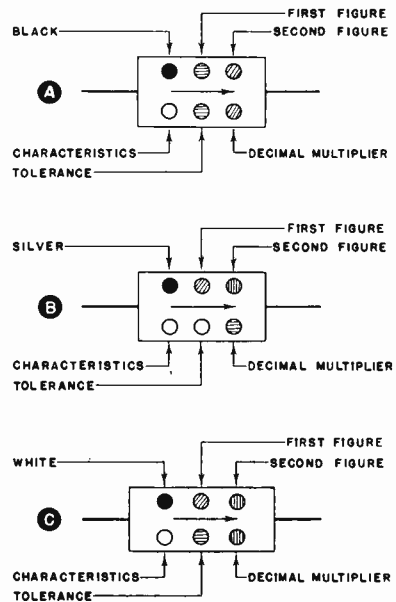 FIRST FIGURE
BLACK
SECOND FIGURE
A
CHARACTERISTICS
DECIMAL MULTIPLIER
TOLERANCE
FIRST FIGURE
SILVER
SECOND FIGURE
B
CHARACTERISTICS
DECIMAL MULTIPLIER
TOLERANCE
FIRST FIGURE
WHITE
SECOND FIGURE
C
CHARACTERISTICS
DECIMAL MULTIPLIER
TOLERANCE